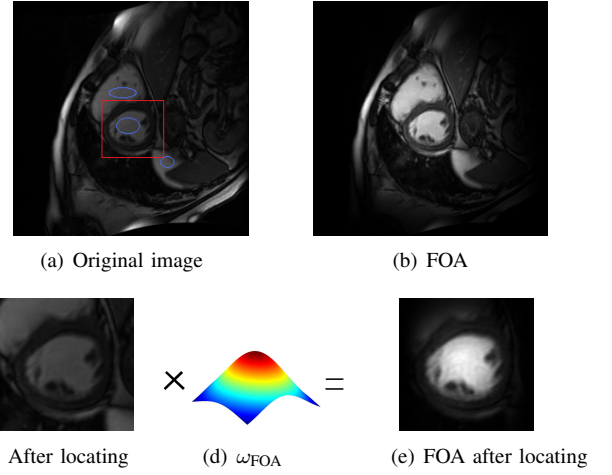 (a) Original image
(b) FOA
× =
After locating
(d) ωFOA
(e) FOA after locating